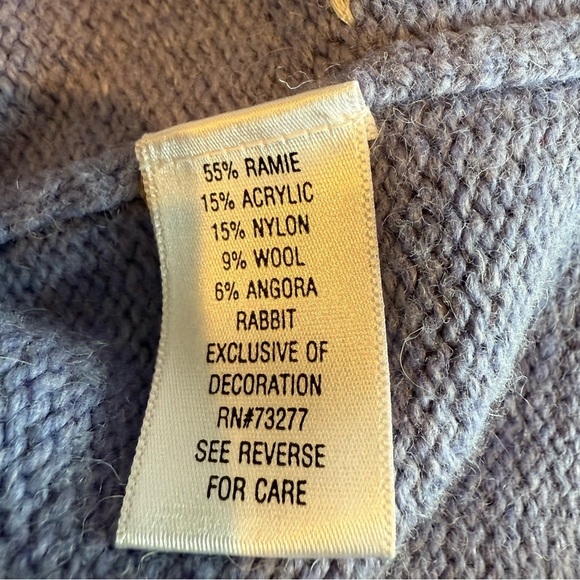 55% RAMIE
15% ACRYLIC
15% NYLON
9% WOOL
6% ANGORA
RABBIT
EXCLUSIVE OF
DECORATION
RN#73277
SEE REVERSE
FOR CARE